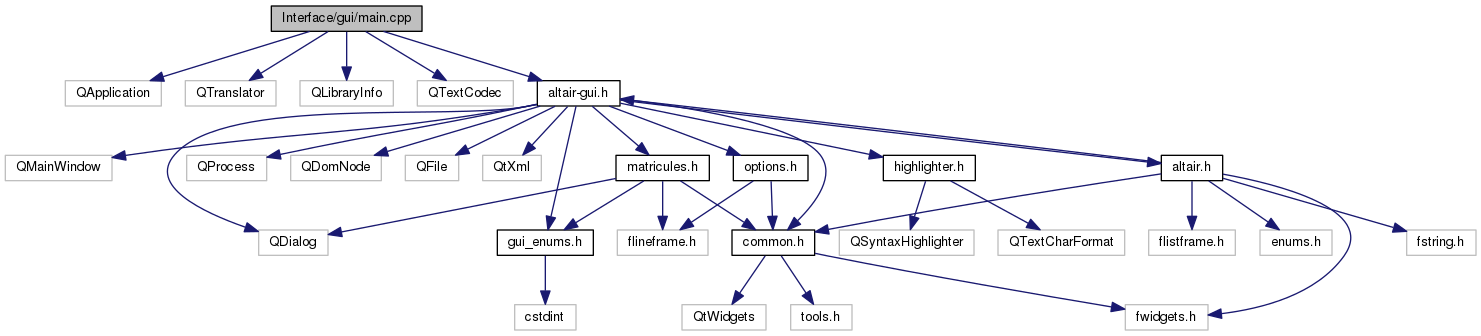 Interface/gui/main.cpp
QApplication
QTranslator
QLibraryInfo
QTextCodec
altair-gui.h
QMainWindow
QProcess
QDomNode
QFile
QtXml
matricules.h
options.h
highlighter.h
altair.h
QDialog
gui_enums.h
flineframe.h
common.h
QSyntaxHighlighter
QTextCharFormat
flistframe.h
enums.h
fstring.h
cstdint
QtWidgets
tools.h
fwidgets.h